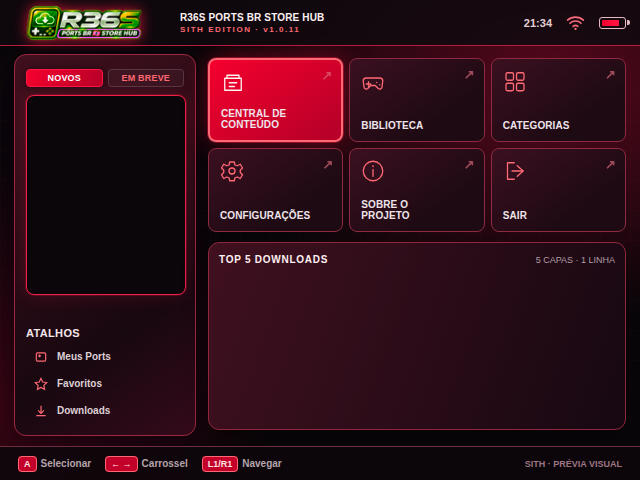 R36S
PORTS BR STORE HUB
R36S PORTS BR STORE HUB
SITH EDITION · v1.0.11
21:34
NOVOS
EM BREVE
CENTRAL DE
CONTEÚDO
BIBLIOTECA
CATEGORIAS
CONFIGURAÇÕES
SOBRE O
PROJETO
SAIR
TOP 5 DOWNLOADS
5 CAPAS · 1 LINHA
ATALHOS
Meus Ports
Favoritos
Downloads
A Selecionar
← → Carrossel
L1/R1 Navegar
SITH · PRÉVIA VISUAL